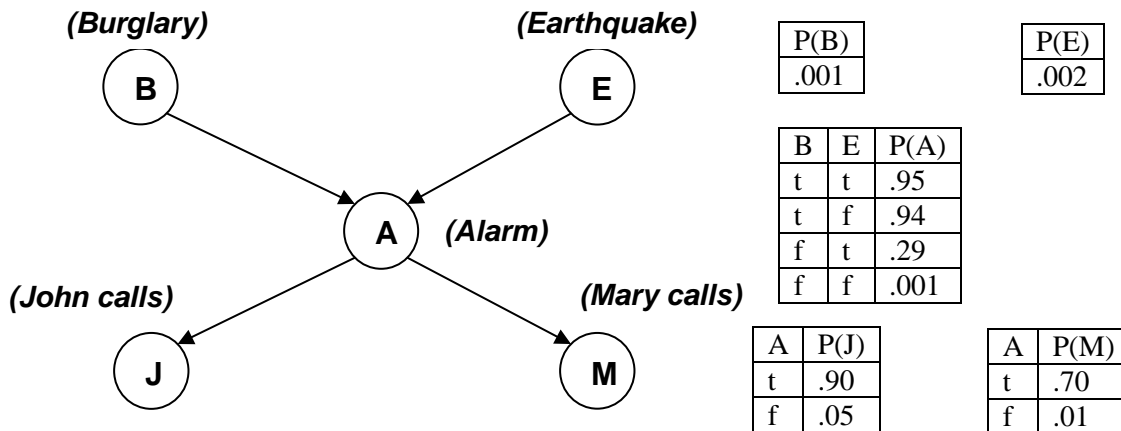 (Burglary) (Earthquake)
B E
A (Alarm)
(John calls) (Mary calls)
J M
P(B)
.001
P(E)
.002
B E P(A)
t t .95
t f .94
f t .29
f f .001
A P(J)
t .90
f .05
A P(M)
t .70
f .01